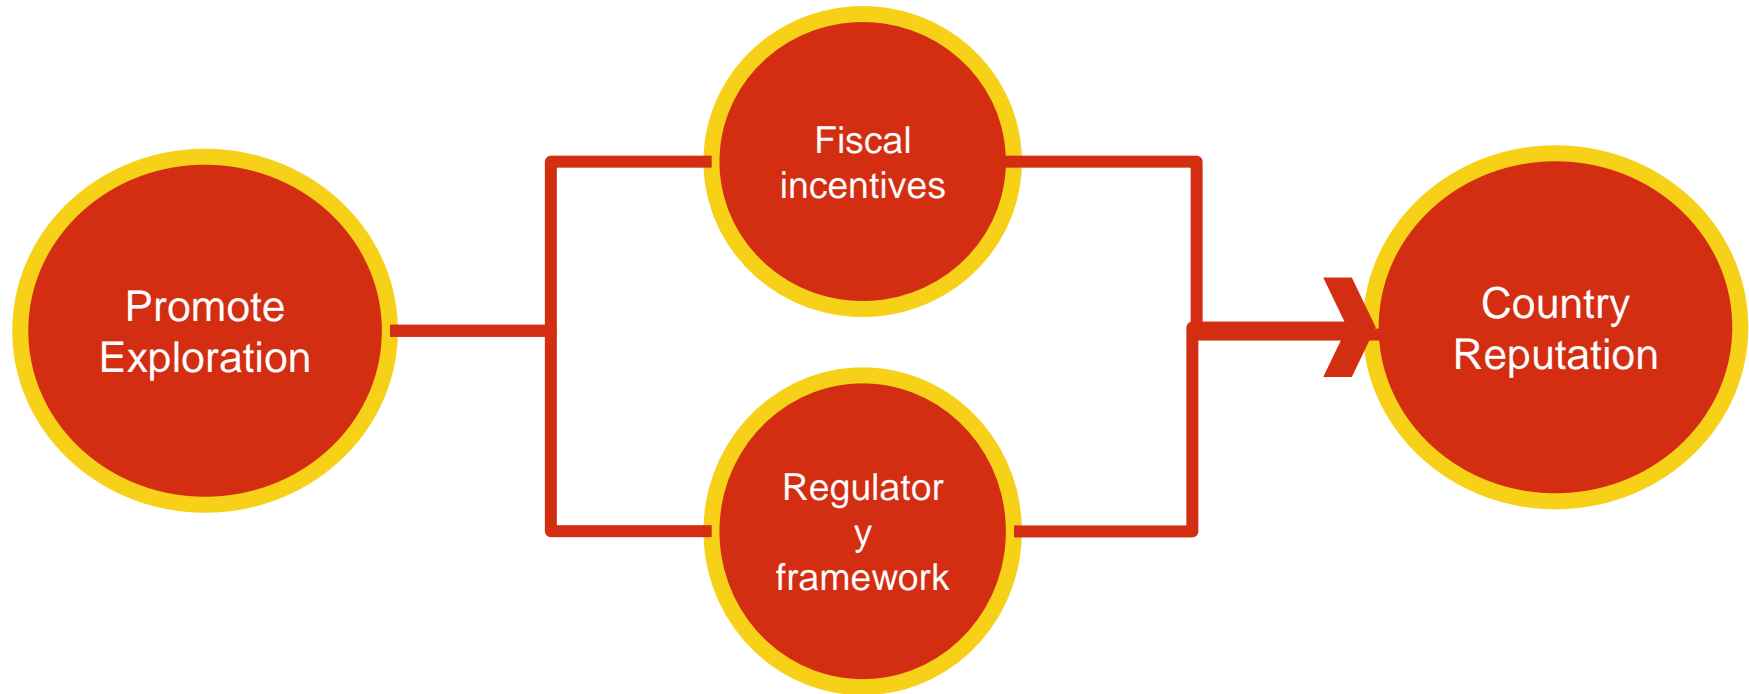 Promote
Exploration
Fiscal
incentives
Regulator
y
framework
Country
Reputation